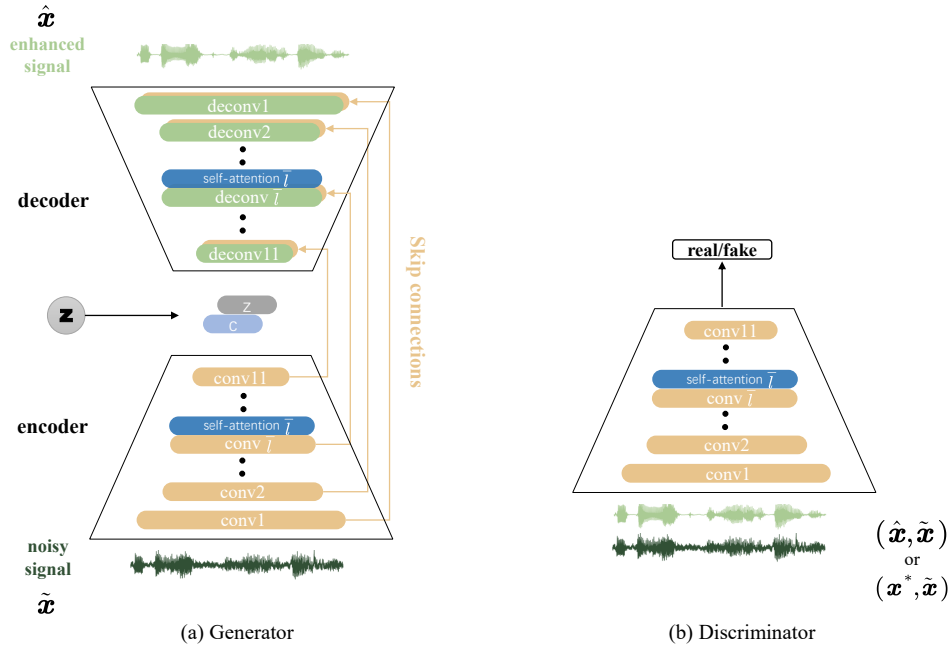 x̂
enhanced
signal
deconv1
deconv2
self-attention l̅
deconv l̅
deconv11
decoder
Skip connections
z
z
c
encoder
conv11
self-attention l̅
conv l̅
conv2
conv1
noisy
signal
x̃
(a) Generator
real/fake
conv11
self-attention l̅
conv l̅
conv2
conv1
(x̂, x̃)
or
(x*, x̃)
(b) Discriminator